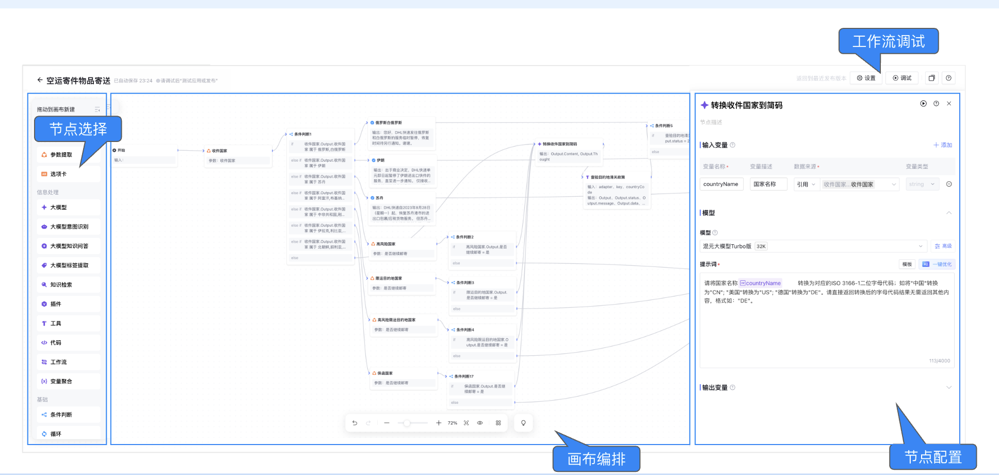 工作流调试
空运寄件物品寄送
已自动保存 23:24
请调试后"测试应用或发布"
返回到最近发布版本
设置
调试
拖动到画布新建
节点选择
参数提取
选项卡
信息处理
大模型
大模型意图识别
大模型知识问答
大模型标签提取
知识检索
插件
工具
代码
工作流
变量聚合
基础
条件判断
循环
开始
输入：
收件国家
参数：收件国家
条件判断1
if 收件国家.Output.收件国
家 属于 俄罗斯,白俄罗斯
else if 收件国家.Output.收件国
家 属于 伊朗
else if 收件国家.Output.收件国
家 属于 苏丹
else if 收件国家.Output.收件国
家 属于 阿富汗,布基纳...
else if 收件国家.Output.收件国
家 属于 中非共和国,刚...
else if 收件国家.Output.收件国
家 属于 伊拉克,利比亚,...
else if 收件国家.Output.收件国
家 属于 北朝鲜,叙利亚,...
else
俄罗斯白俄罗斯
输出：您好，DHL快递发往俄罗斯
和白俄罗斯的服务临时暂停，恢复
时间待另行通知。谢谢。
伊朗
输出：出于商业决定，DHL快递单
元即日起暂停了伊朗进出口快件的
服务，直至进一步通知。 仅接收...
苏丹
输出：DHL快递自2023年8月28日
（星期一）起，恢复苏丹港市的进
出口包裹/应税货物服务。 但苏丹...
高风险国家
参数：是否继续邮寄
限运目的地国家
参数：是否继续邮寄
高风险限运目的地国家
参数：是否继续邮寄
保函国家
参数：是否继续邮寄
条件判断2
if 高风险国家.Output.是否
继续邮寄 = 是
else
条件判断3
if 限运目的地国家.Output.
是否继续邮寄 = 是
else
条件判断4
if 高风险限运目的地国家.O
utput.是否继续邮寄 = 是
else
条件判断17
if 保函国家.Output.是否继
续邮寄 = 是
else
转换收件国家到简码
输出：Output.Content, Output.Th
ought
查验目的地清关政策
输入：adapter、key、countryCo
de
输出：Output、Output.status、O
utput.message、Output.data、...
条件判断5
if 查验目的地清
put.status = 2
else
72%
画布编排
转换收件国家到简码
节点描述
输入变量
添加
变量名称* 变量描述 数据来源* 变量类型
countryName 国家名称 引用 收件国家...收件国家 string
模型
模型
混元大模型Turbo版 32K
高级
提示词*
模板
AI 一键优化
请将国家名称 countryName 转换为对应的ISO 3166-1二位字母代码；如将"中国"转换
为"CN"; "美国"转换为"US"; "德国"转换为"DE"。请直接返回转换后的字母代码结果无需返回其他内
容，格式如："DE"。
113/4000
输出变量
节点配置